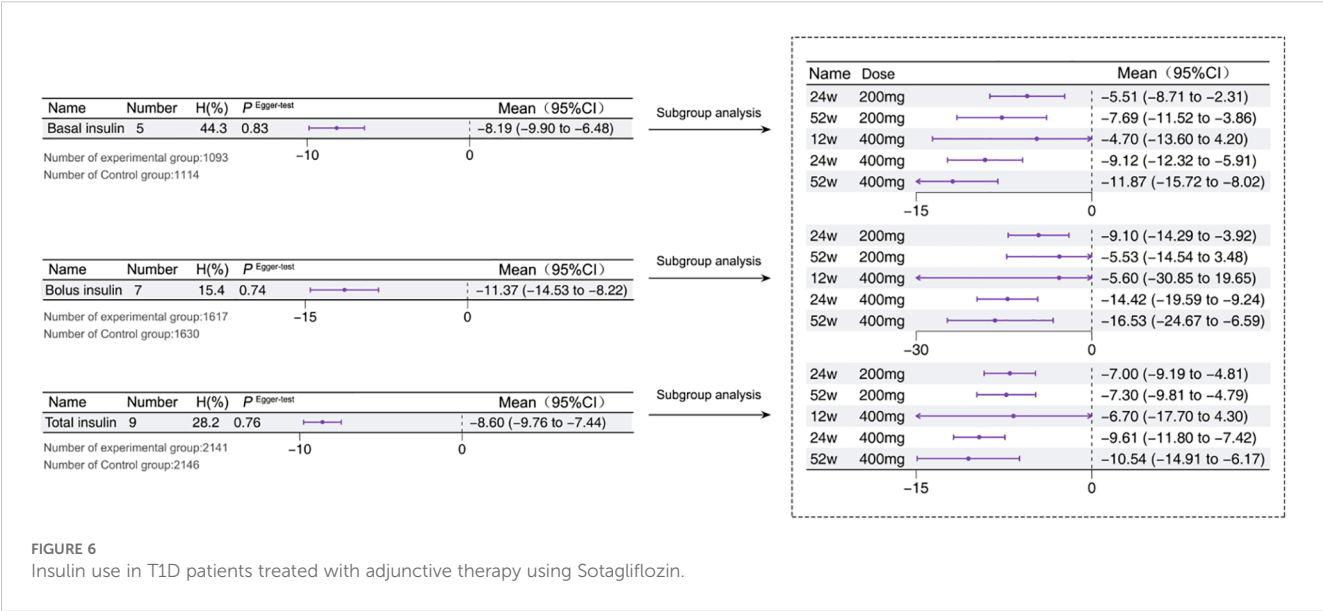 Name Number H(%) P Egger-test Mean（95%CI）
Basal insulin 5 44.3 0.83 −8.19 (−9.90 to −6.48)
−10 0
Number of experimental group:1093
Number of Control group:1114
Subgroup analysis
Name Number H(%) P Egger-test Mean（95%CI）
Bolus insulin 7 15.4 0.74 −11.37 (−14.53 to −8.22)
−15 0
Number of experimental group:1617
Number of Control group:1630
Subgroup analysis
Name Number H(%) P Egger-test Mean（95%CI）
Total insulin 9 28.2 0.76 −8.60 (−9.76 to −7.44)
−10 0
Number of experimental group:2141
Number of Control group:2146
Subgroup analysis
Name Dose Mean（95%CI）
24w 200mg −5.51 (−8.71 to −2.31)
52w 200mg −7.69 (−11.52 to −3.86)
12w 400mg −4.70 (−13.60 to 4.20)
24w 400mg −9.12 (−12.32 to −5.91)
52w 400mg −11.87 (−15.72 to −8.02)
−15 0
24w 200mg −9.10 (−14.29 to −3.92)
52w 200mg −5.53 (−14.54 to 3.48)
12w 400mg −5.60 (−30.85 to 19.65)
24w 400mg −14.42 (−19.59 to −9.24)
52w 400mg −16.53 (−24.67 to −6.59)
−30 0
24w 200mg −7.00 (−9.19 to −4.81)
52w 200mg −7.30 (−9.81 to −4.79)
12w 400mg −6.70 (−17.70 to 4.30)
24w 400mg −9.61 (−11.80 to −7.42)
52w 400mg −10.54 (−14.91 to −6.17)
−15 0
FIGURE 6
Insulin use in T1D patients treated with adjunctive therapy using Sotagliflozin.